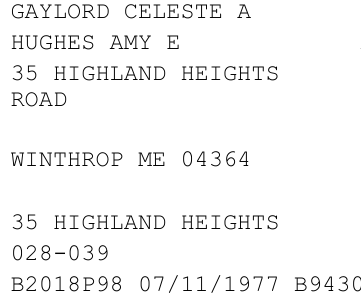 GAYLORD CELESTE A
HUGHES AMY E
35 HIGHLAND HEIGHTS
ROAD
WINTHROP ME 04364
35 HIGHLAND HEIGHTS
028-039
B2018P98 07/11/1977 B9430